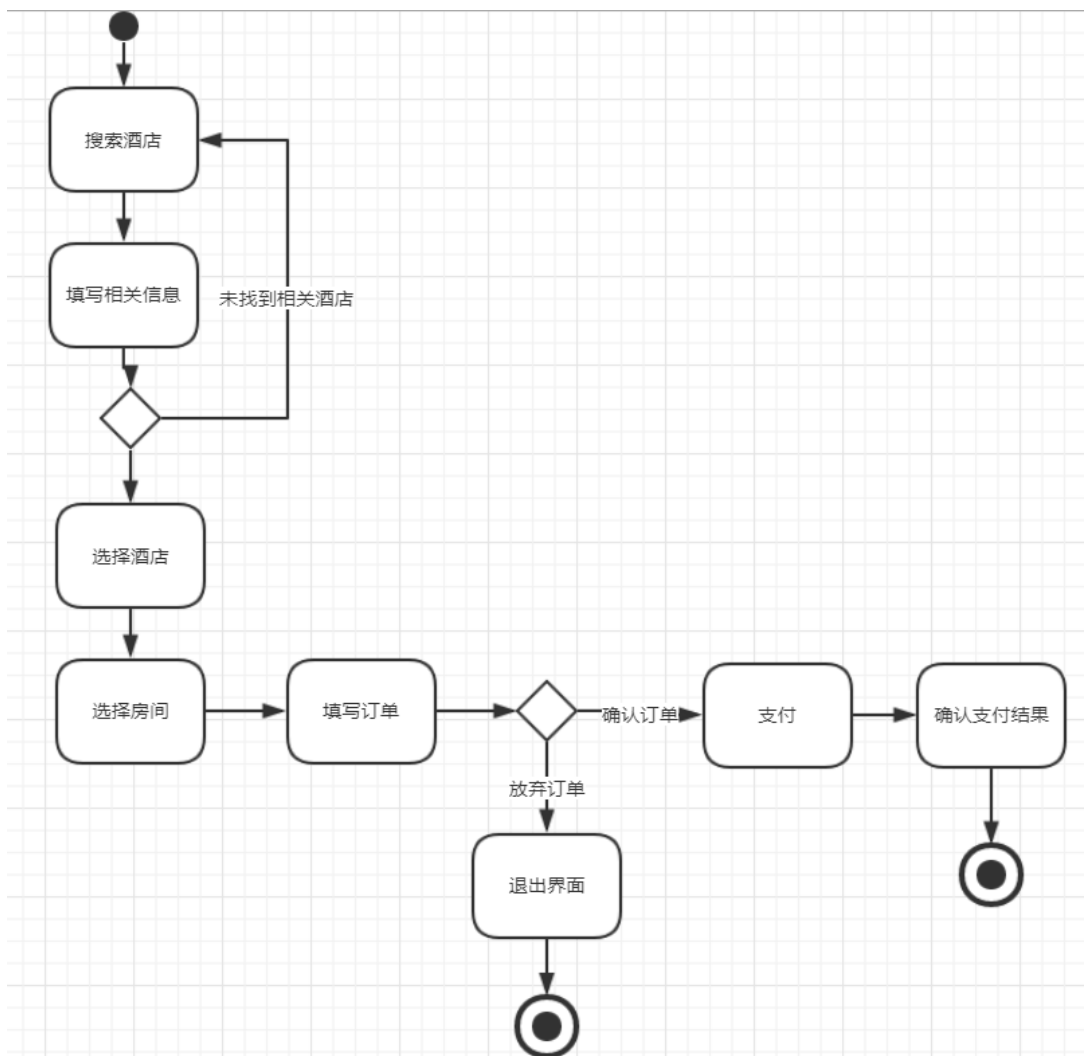 搜索酒店
填写相关信息
未找到相关酒店
选择酒店
选择房间
填写订单
确认订单
支付
确认支付结果
放弃订单
退出界面